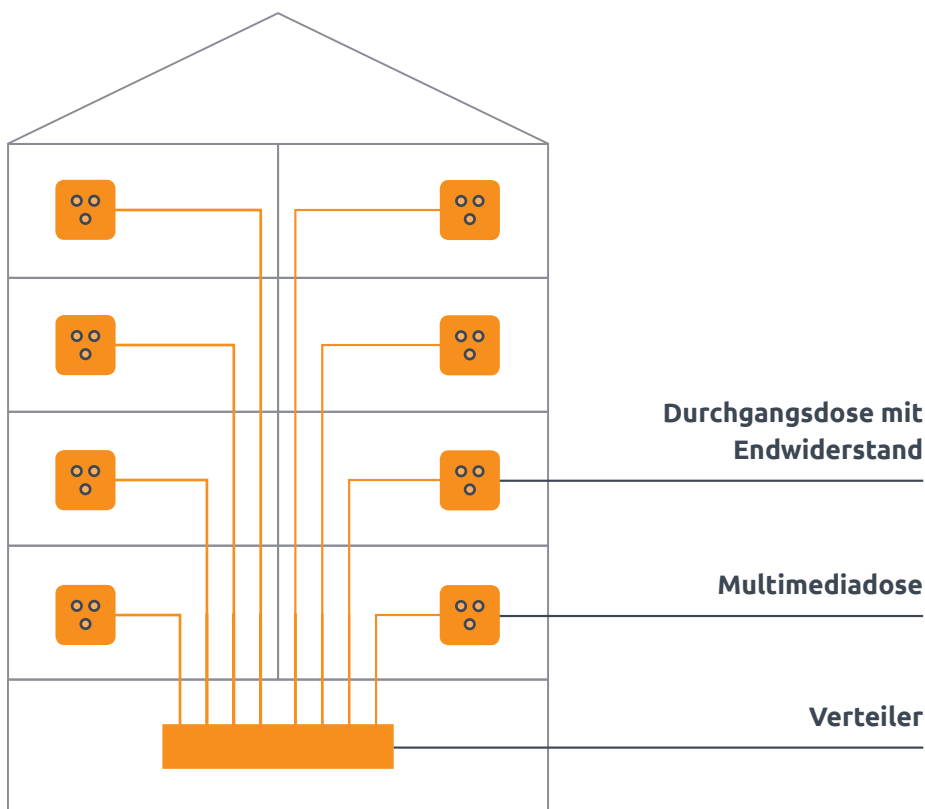 Durchgangsdose mit
Endwiderstand
Multimediadose
Verteiler